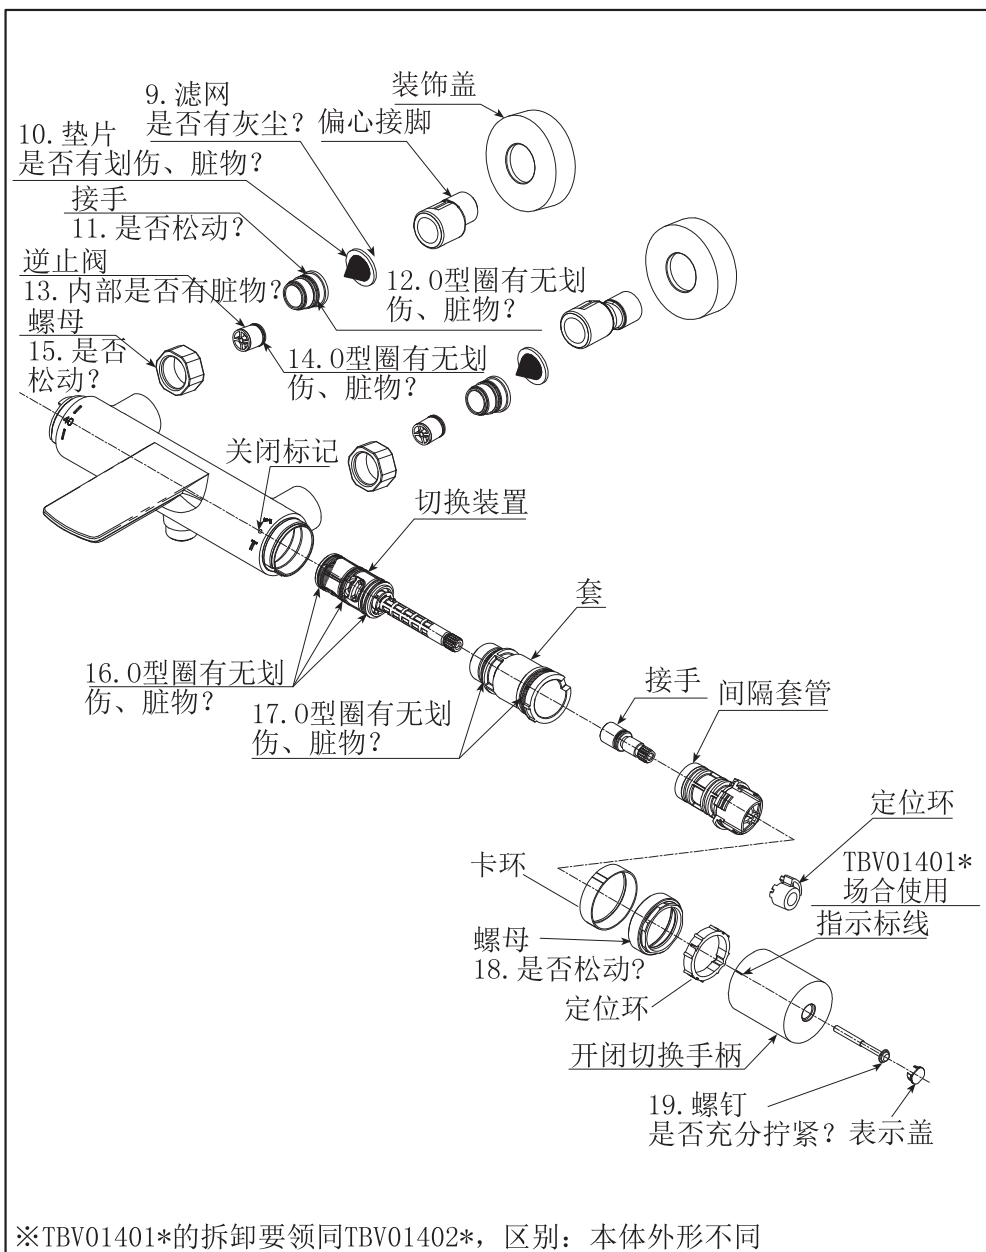 装饰盖
9.滤网
是否有灰尘？
偏心接脚
10.垫片
是否有划伤、脏物？
接手
11.是否松动？
逆止阀
13.内部是否有脏物？
12.O型圈有无划
伤、脏物？
螺母
15.是否
松动？
14.O型圈有无划
伤、脏物？
关闭标记
切换装置
套
16.O型圈有无划
伤、脏物？
17.O型圈有无划
伤、脏物？
接手
间隔套管
定位环
TBV01401*
场合使用
卡环
指示标线
螺母
18.是否松动?
定位环
开闭切换手柄
19.螺钉
是否充分拧紧？
表示盖
※TBV01401*的拆卸要领同TBV01402*，区别：本体外形不同